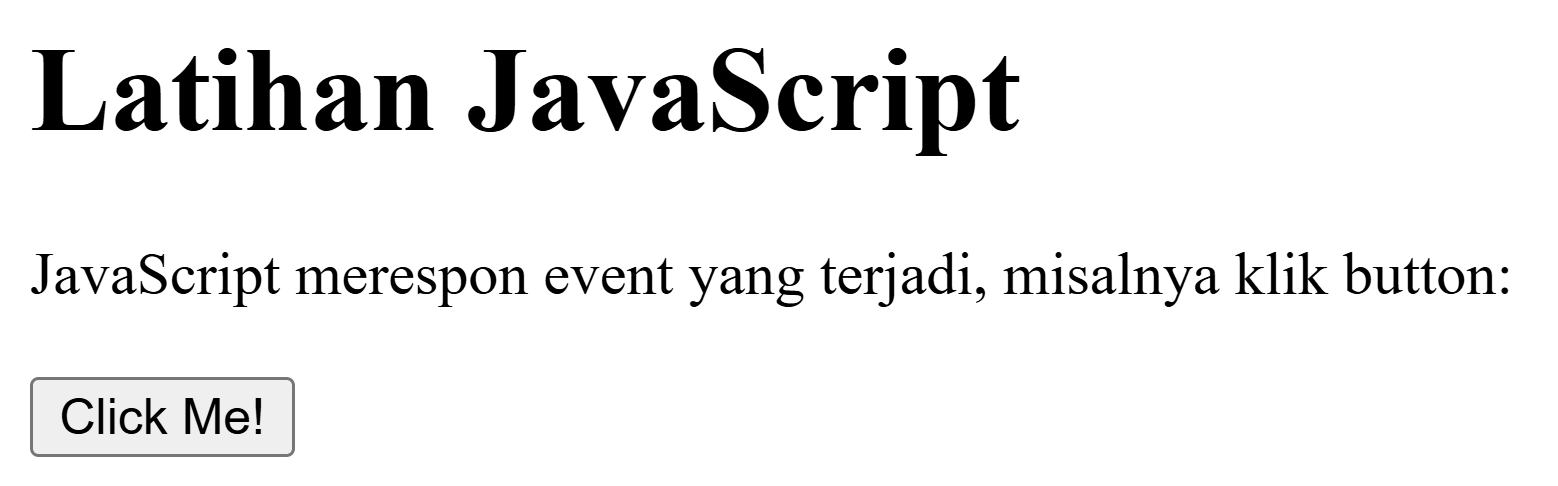 Latihan JavaScript
JavaScript merespon event yang terjadi, misalnya klik button:
Click Me!